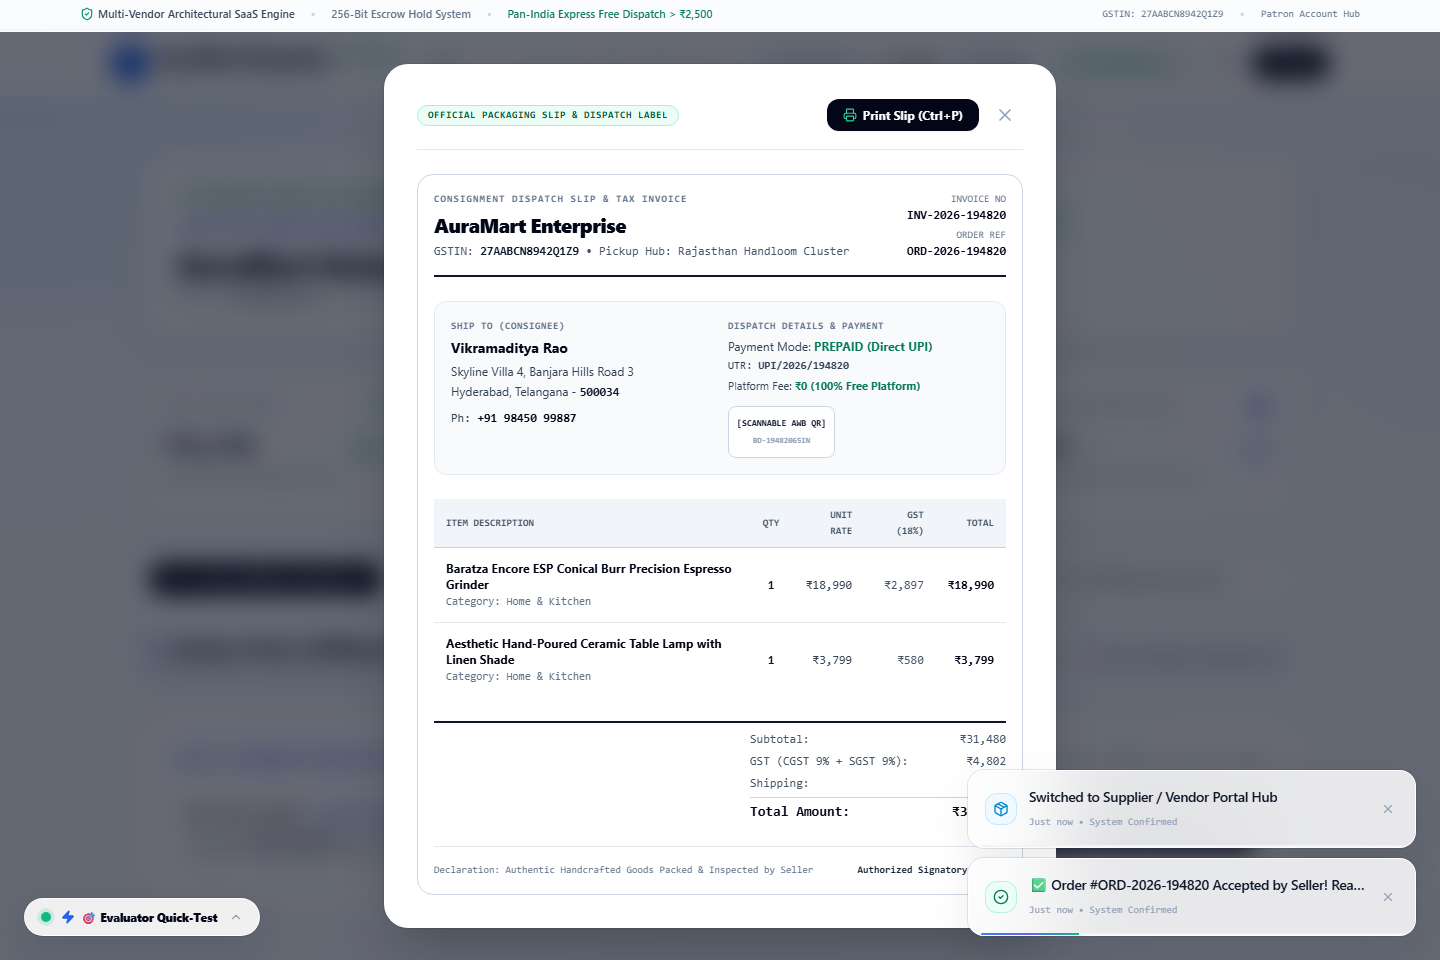 Multi-Vendor Architectural SaaS Engine • 256-Bit Escrow Hold System • Pan-India Express Free Dispatch > ₹2,500
GSTIN: 27AABCN8942Q1Z9 • Patron Account Hub
OFFICIAL PACKAGING SLIP & DISPATCH LABEL
Print Slip (Ctrl+P)
CONSIGNMENT DISPATCH SLIP & TAX INVOICE
AuraMart Enterprise
GSTIN: 27AABCN8942Q1Z9 • Pickup Hub: Rajasthan Handloom Cluster
INVOICE NO
INV-2026-194820
ORDER REF
ORD-2026-194820
SHIP TO (CONSIGNEE)
Vikramaditya Rao
Skyline Villa 4, Banjara Hills Road 3
Hyderabad, Telangana - 500034
Ph: +91 98450 99887
DISPATCH DETAILS & PAYMENT
Payment Mode: PREPAID (Direct UPI)
UTR: UPI/2026/194820
Platform Fee: ₹0 (100% Free Platform)
[SCANNABLE AWB QR]
BD-19482065IN
ITEM DESCRIPTION QTY UNIT RATE GST (18%) TOTAL
Baratza Encore ESP Conical Burr Precision Espresso
Grinder
Category: Home & Kitchen
1 ₹18,990 ₹2,897 ₹18,990
Aesthetic Hand-Poured Ceramic Table Lamp with
Linen Shade
Category: Home & Kitchen
1 ₹3,799 ₹580 ₹3,799
Subtotal: ₹31,480
GST (CGST 9% + SGST 9%): ₹4,802
Shipping:
Total Amount: ₹3
Declaration: Authentic Handcrafted Goods Packed & Inspected by Seller
Authorized Signatory
Switched to Supplier / Vendor Portal Hub
Just now • System Confirmed
✅ Order #ORD-2026-194820 Accepted by Seller! Rea...
Just now • System Confirmed
Evaluator Quick-Test